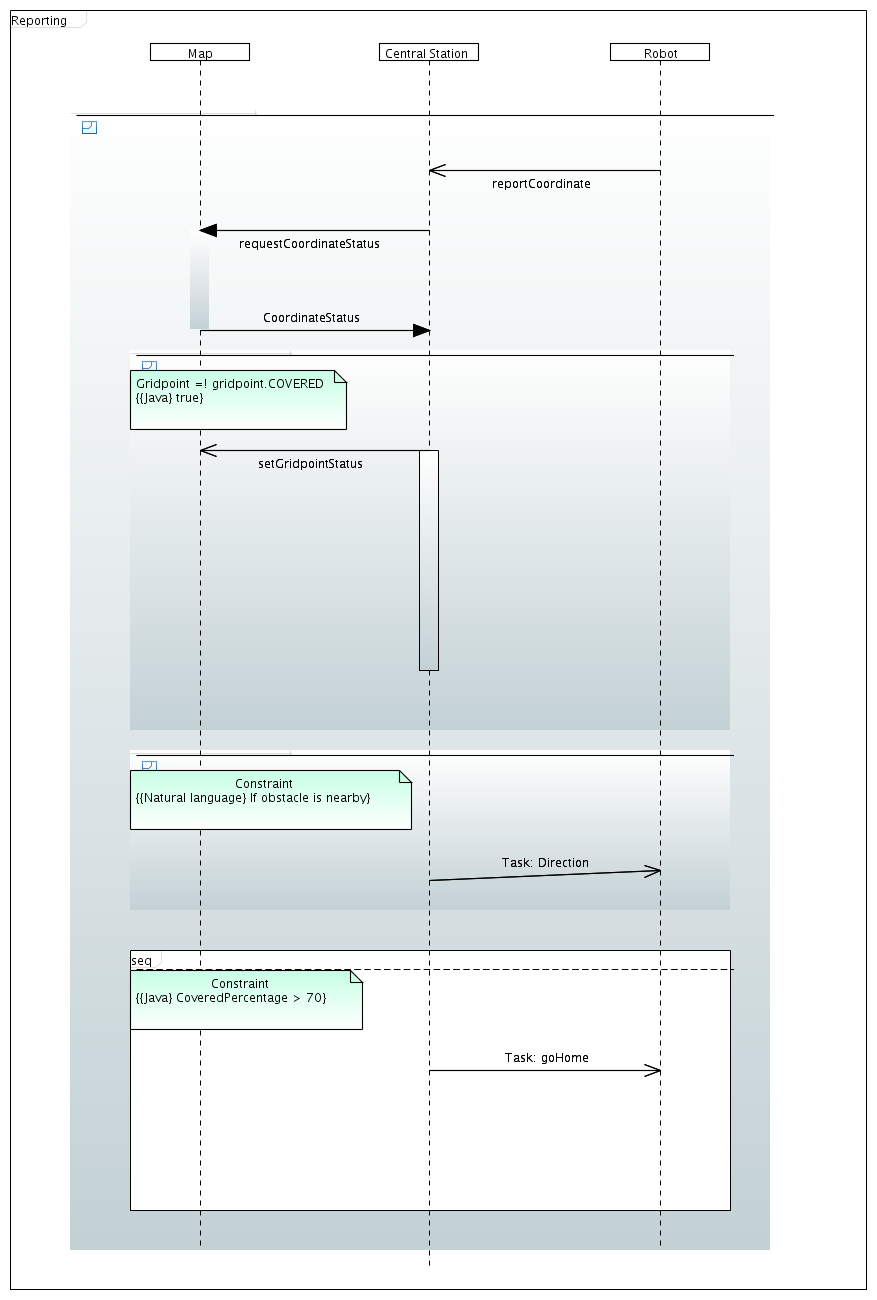 Reporting
Map
Central Station
Robot
reportCoordinate
requestCoordinateStatus
CoordinateStatus
Gridpoint =! gridpoint.COVERED
{{Java} true}
setGridpointStatus
Constraint
{{Natural language} If obstacle is nearby}
Task: Direction
seq
Constraint
{{Java} CoveredPercentage > 70}
Task: goHome